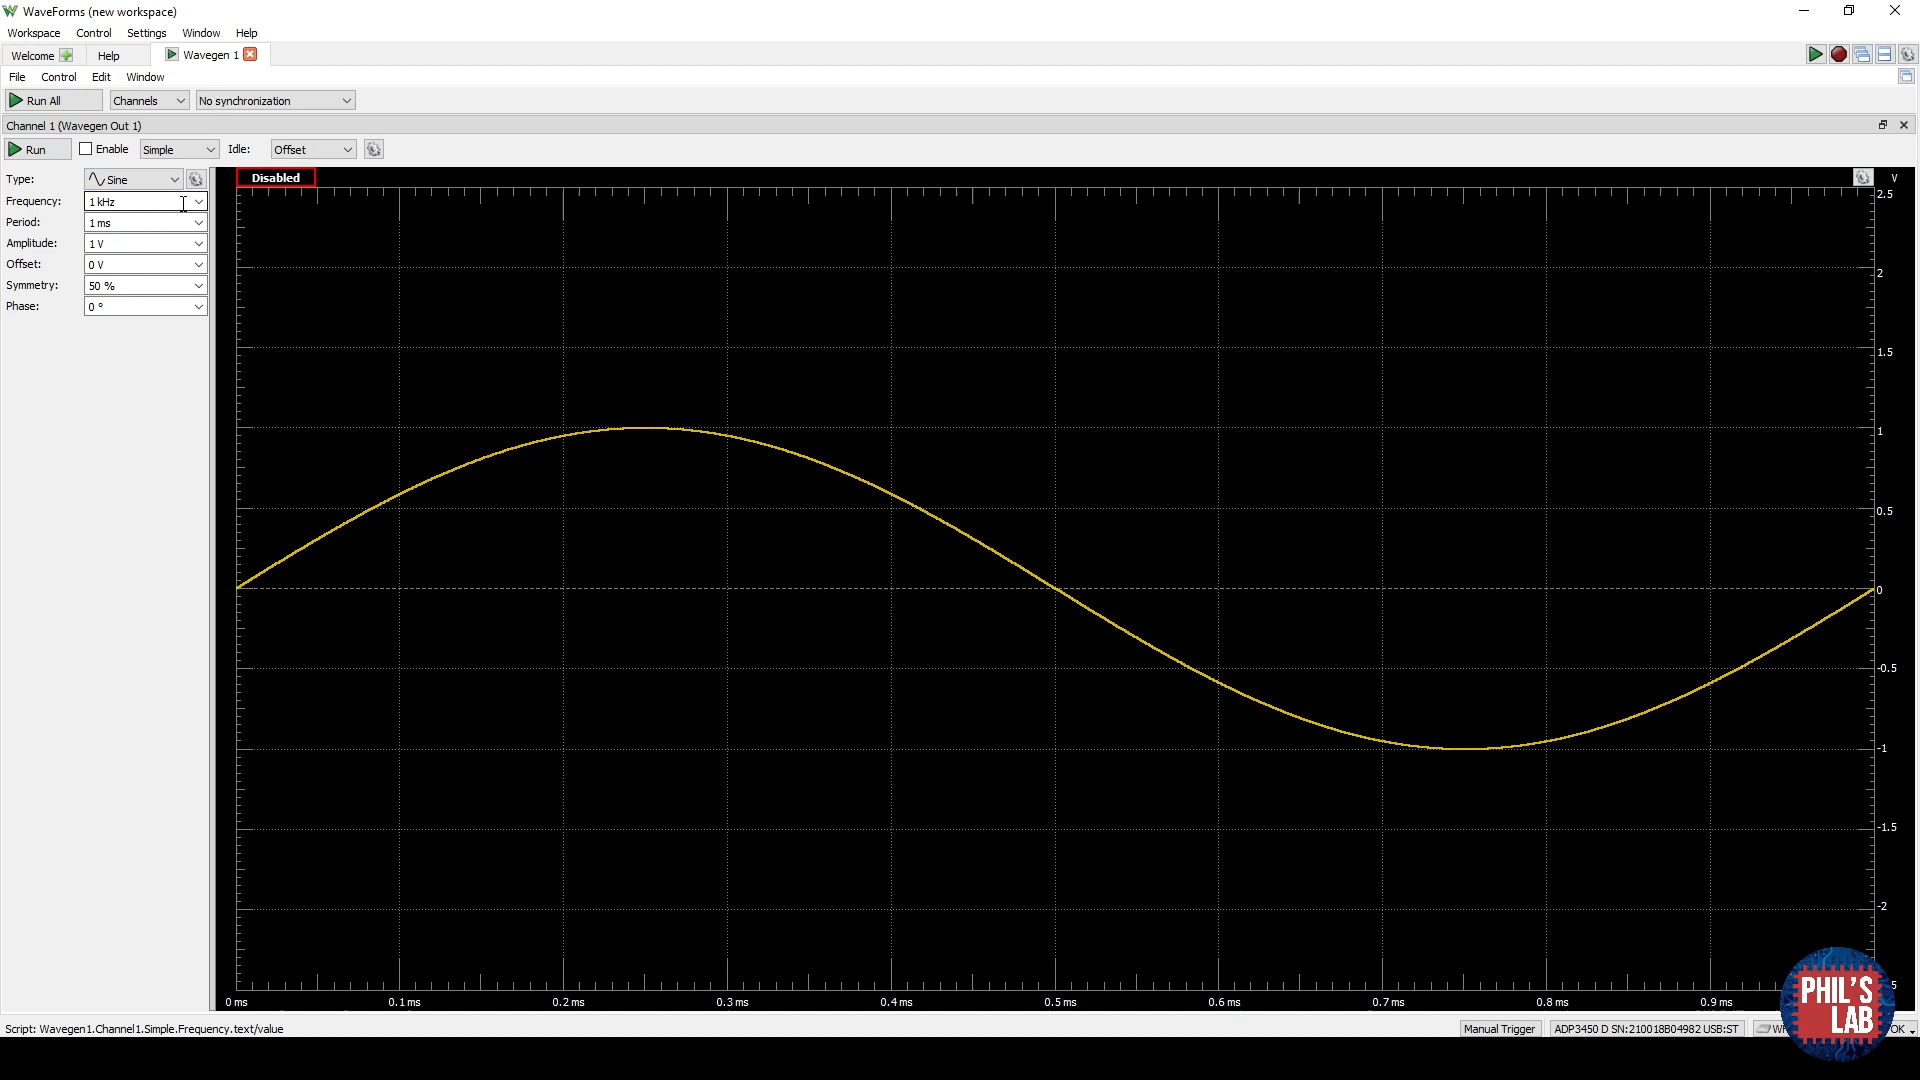 WaveForms (new workspace)
Workspace Control Settings Window Help
Welcome Help Wavegen 1
File Control Edit Window
Run All Channels No synchronization
Channel 1 (Wavegen Out 1)
Run Enable Simple Idle: Offset
Type: Sine
Disabled
V
Frequency: 1 kHz
Period: 1 ms
Amplitude: 1 V
Offset: 0 V
Symmetry: 50 %
Phase: 0 °
2.5
2
1.5
1
0.5
0
-0.5
-1
-1.5
-2
5
0 ms 0.1 ms 0.2 ms 0.3 ms 0.4 ms 0.5 ms 0.6 ms 0.7 ms 0.8 ms 0.9 ms
PHIL'S
LAB
Script: Wavegen1.Channel1.Simple.Frequency.text/value
Manual Trigger ADP3450 D SN:210018B04982 USB:ST OK